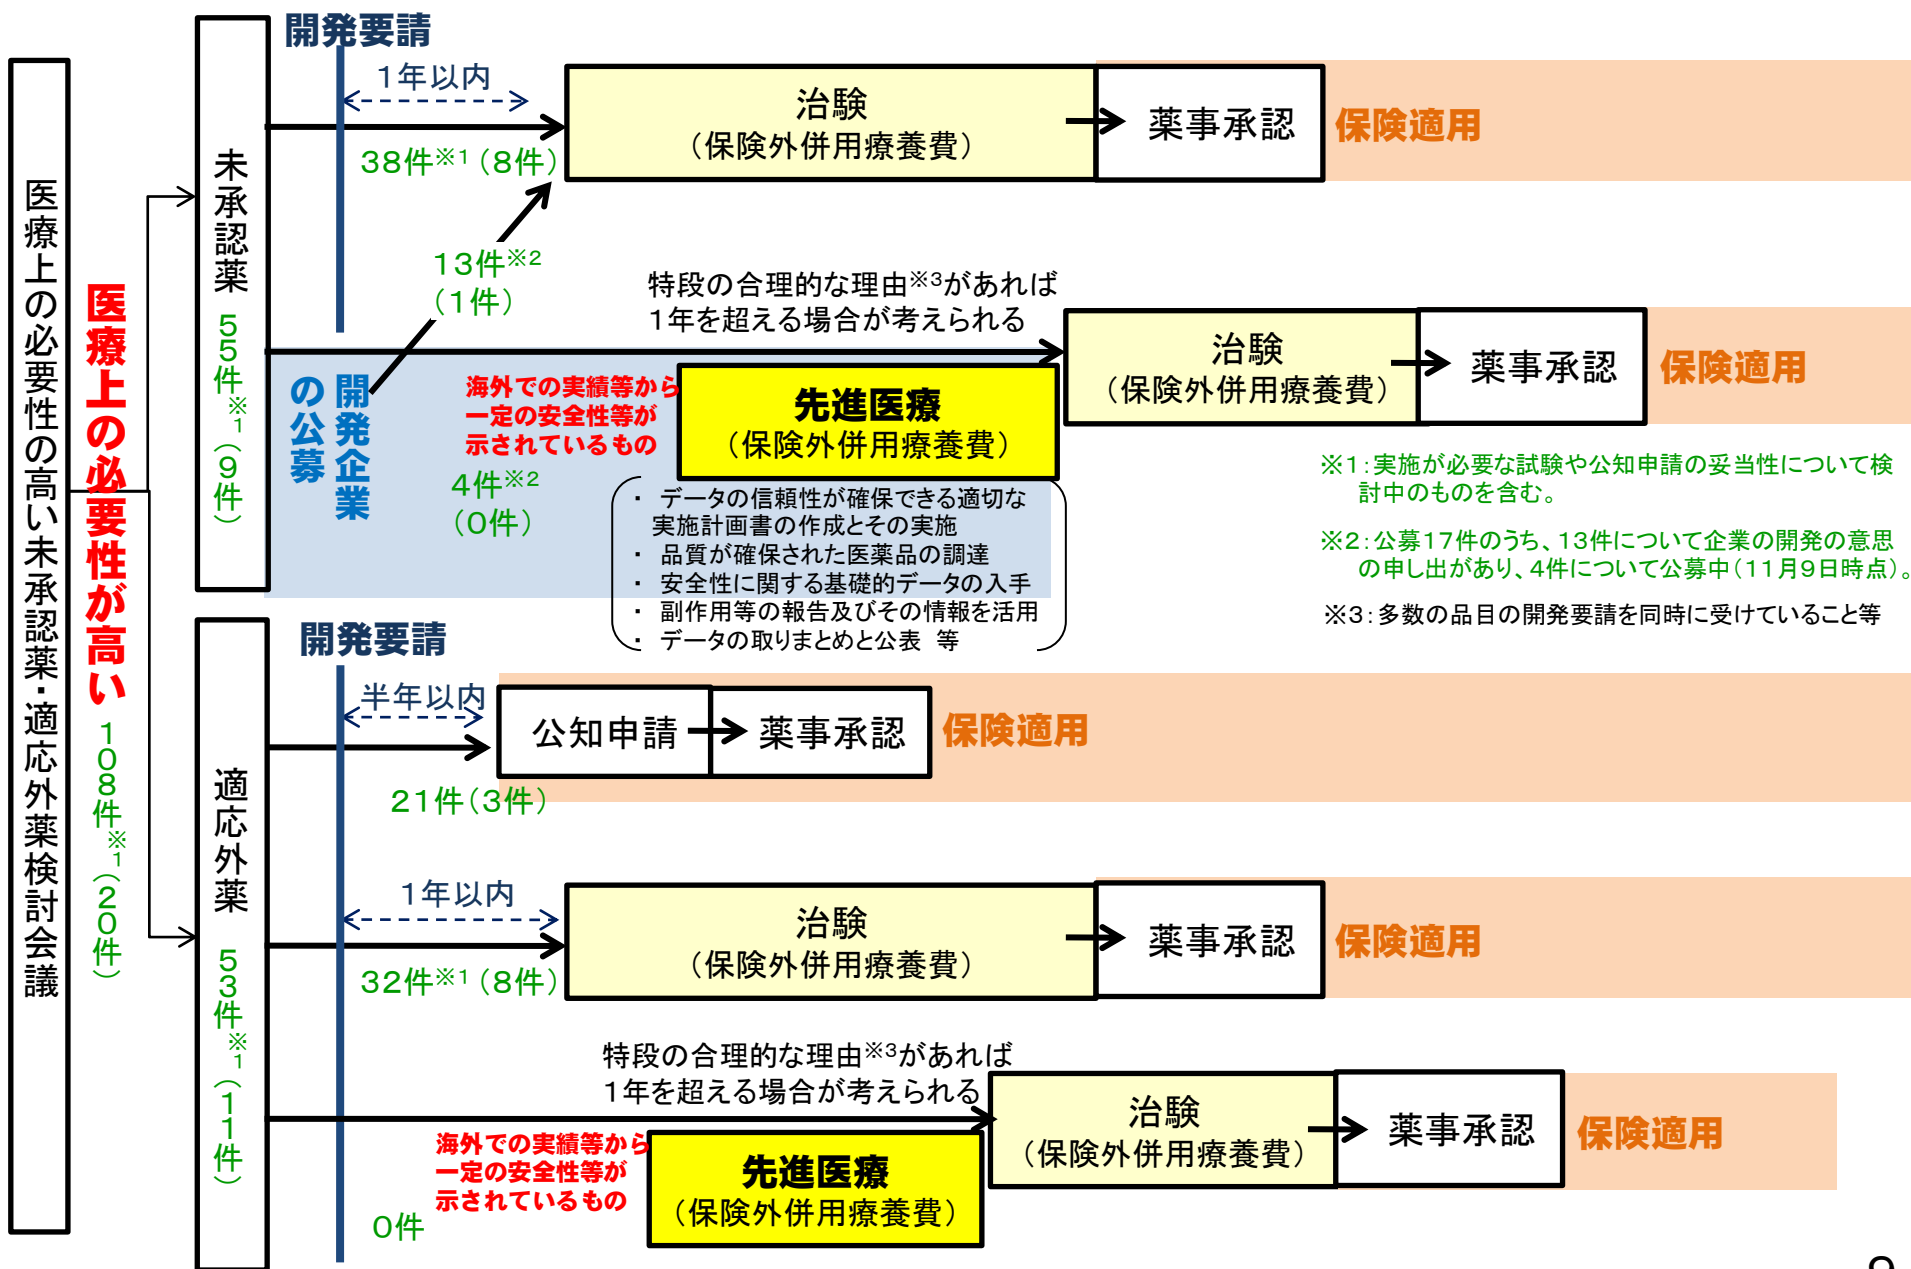 医療上の必要性の高い未承認薬・適応外薬検討会議
医療上の必要性が高い
108件※1(20件)
未承認薬
55件※1(9件)
開発要請
1年以内
38件※1(8件)
治験
(保険外併用療養費)
薬事承認
保険適用
13件※2
(1件)
特段の合理的な理由※3があれば
1年を超える場合が考えられる
開発企業
の公募
海外での実績等から
一定の安全性等が
示されているもの
4件※2
(0件)
先進医療
(保険外併用療養費)
・ データの信頼性が確保できる適切な
実施計画書の作成とその実施
・ 品質が確保された医薬品の調達
・ 安全性に関する基礎的データの入手
・ 副作用等の報告及びその情報を活用
・ データの取りまとめと公表 等
治験
(保険外併用療養費)
薬事承認
保険適用
※1:実施が必要な試験や公知申請の妥当性について検
討中のものを含む。
※2:公募17件のうち、13件について企業の開発の意思
の申し出があり、4件について公募中(11月9日時点)。
※3:多数の品目の開発要請を同時に受けていること等
適応外薬
53件※1(11件)
開発要請
半年以内
公知申請
薬事承認
保険適用
21件(3件)
1年以内
32件※1(8件)
治験
(保険外併用療養費)
薬事承認
保険適用
特段の合理的な理由※3があれば
1年を超える場合が考えられる
海外での実績等から
一定の安全性等が
示されているもの
0件
先進医療
(保険外併用療養費)
治験
(保険外併用療養費)
薬事承認
保険適用